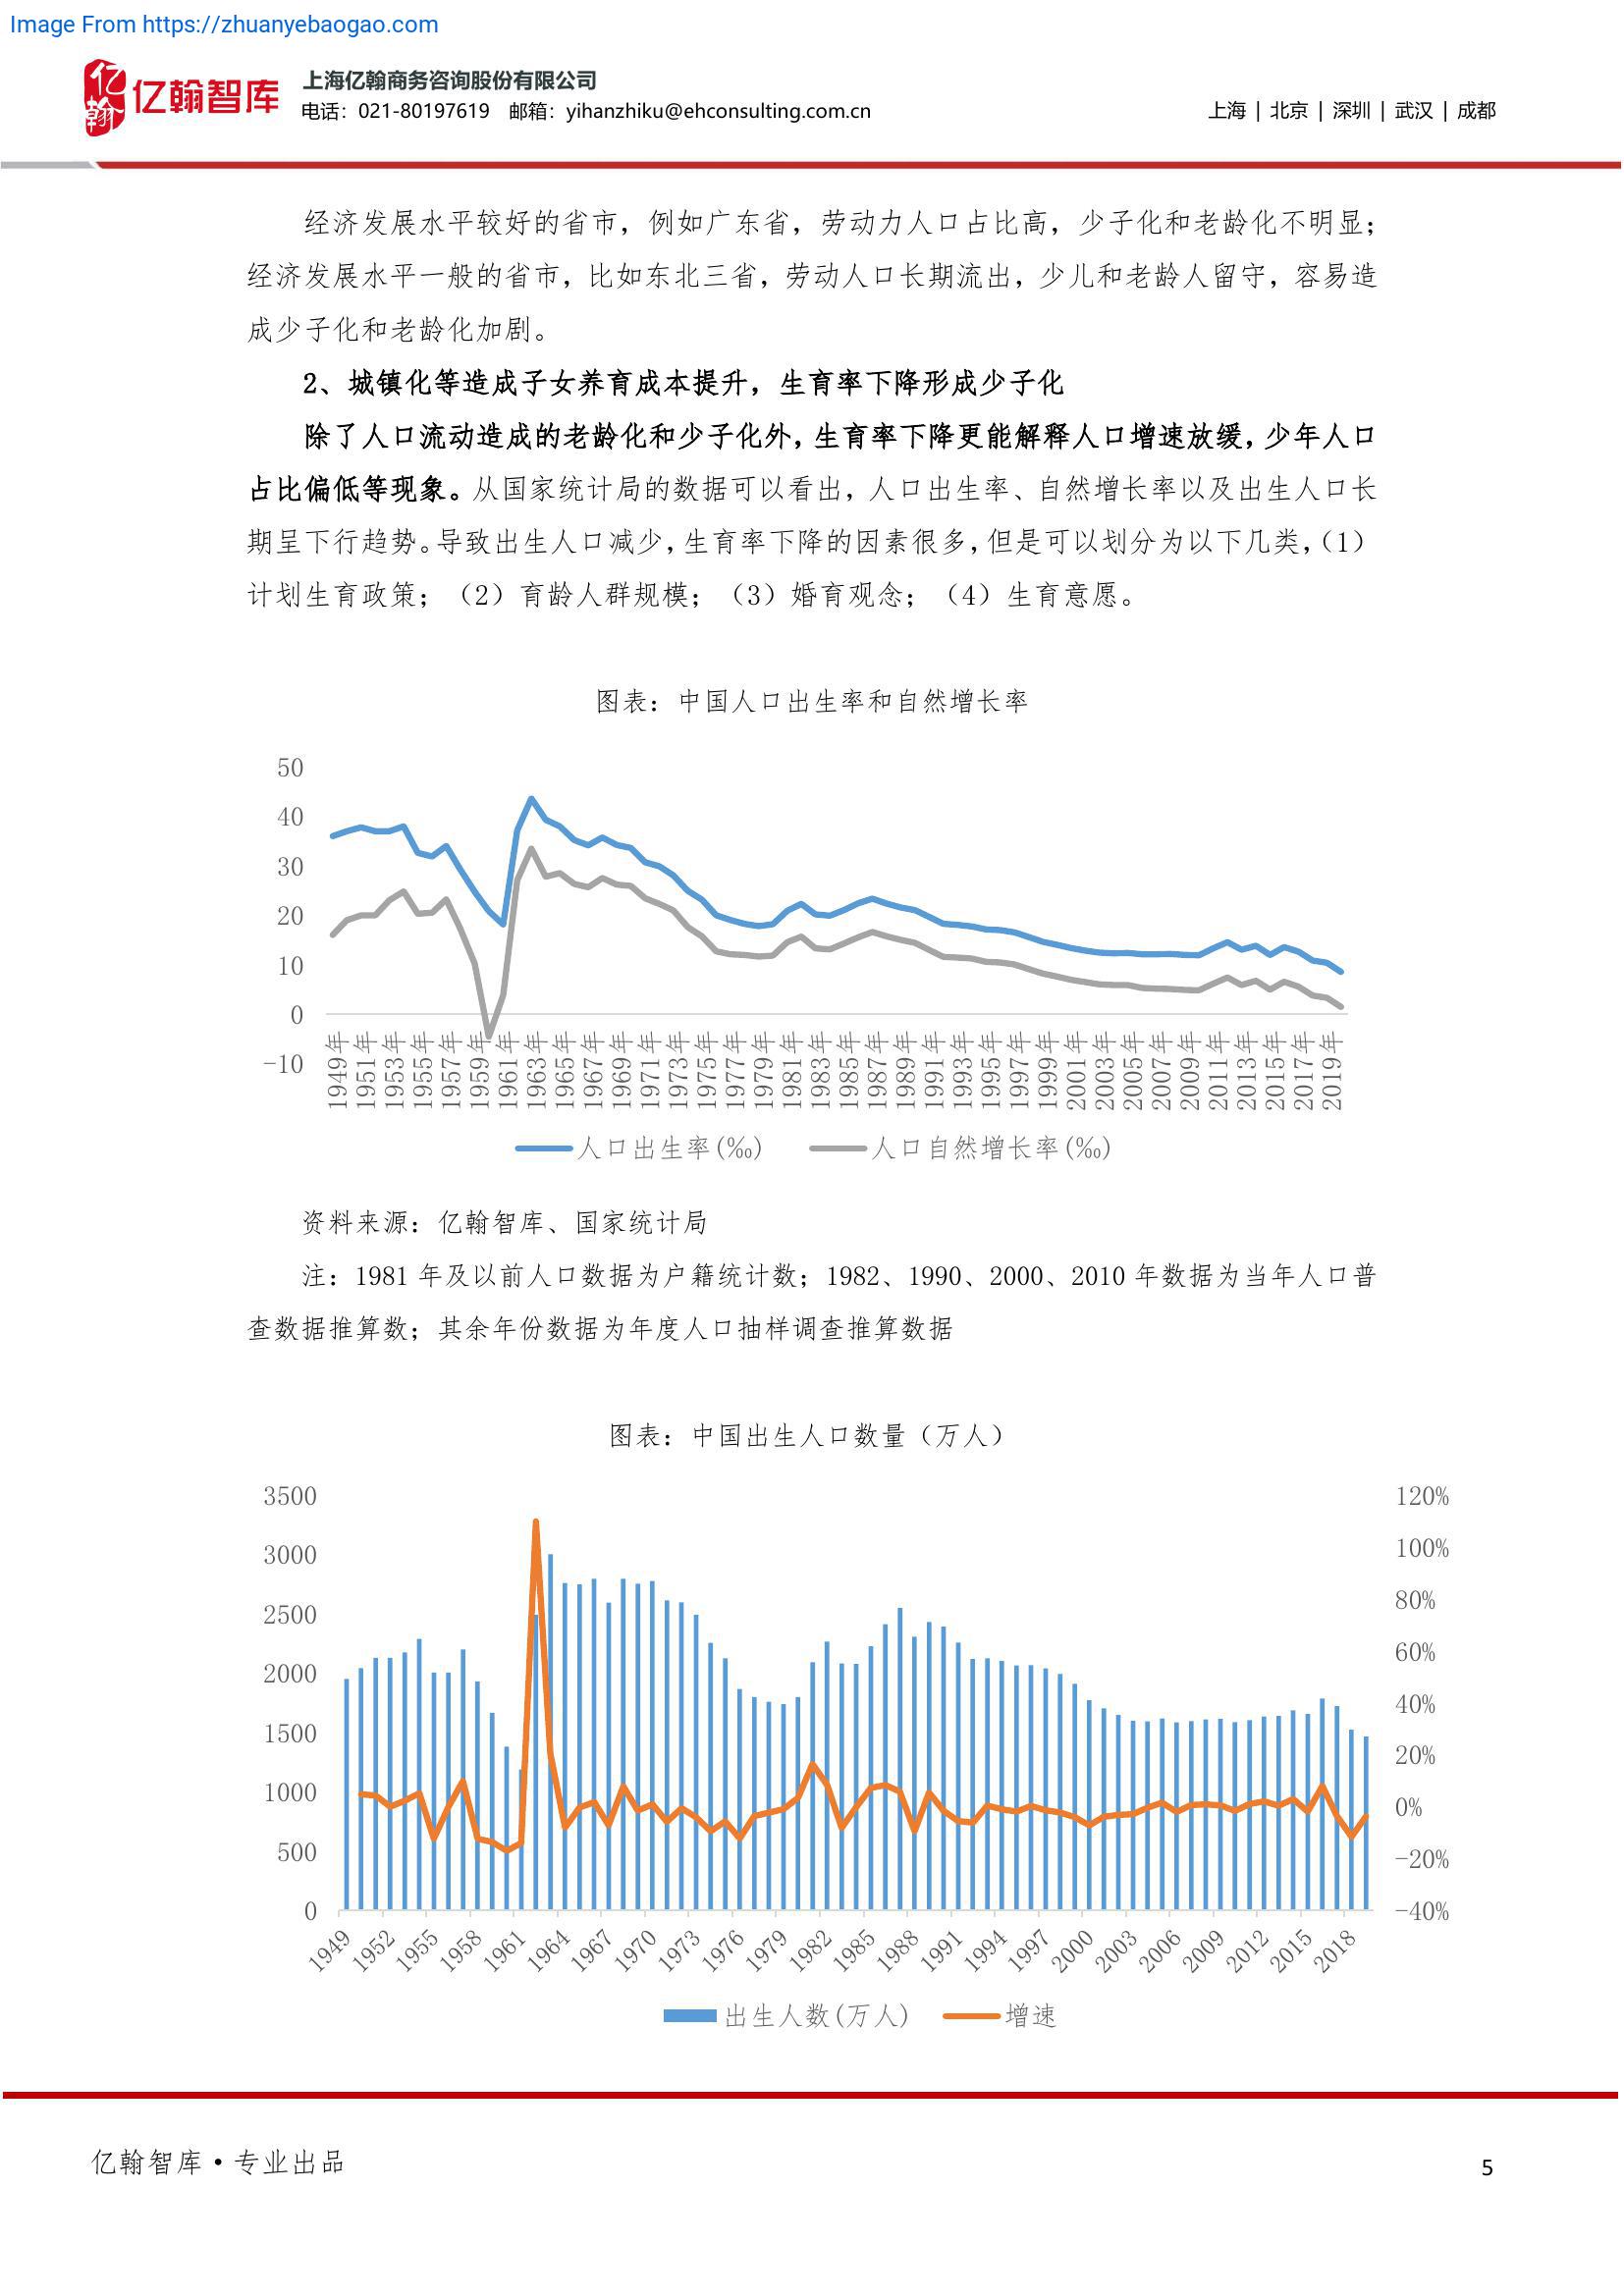 Image From https://zhuanyebaogao.com
亿翰
亿翰智库
上海亿翰商务咨询股份有限公司
电话：021-80197619 邮箱：yihanzhiku@ehconsulting.com.cn
上海 | 北京 | 深圳 | 武汉 | 成都
经济发展水平较好的省市，例如广东省，劳动力人口占比高，少子化和老龄化不明显；
经济发展水平一般的省市，比如东北三省，劳动人口长期流出，少儿和老龄人留守，容易造
成少子化和老龄化加剧。
2、城镇化等造成子女养育成本提升，生育率下降形成少子化
除了人口流动造成的老龄化和少子化外，生育率下降更能解释人口增速放缓，少年人口
占比偏低等现象。从国家统计局的数据可以看出，人口出生率、自然增长率以及出生人口长
期呈下行趋势。导致出生人口减少，生育率下降的因素很多，但是可以划分为以下几类，（1）
计划生育政策；（2）育龄人群规模；（3）婚育观念；（4）生育意愿。
图表：中国人口出生率和自然增长率
50
40
30
20
10
0
-10
1949年 1951年 1953年 1955年 1957年 1959年 1961年 1963年 1965年 1967年 1969年 1971年 1973年 1975年 1977年 1979年 1981年 1983年 1985年 1987年 1989年 1991年 1993年 1995年 1997年 1999年 2001年 2003年 2005年 2007年 2009年 2011年 2013年 2015年 2017年 2019年
人口出生率(‰) 人口自然增长率(‰)
资料来源：亿翰智库、国家统计局
注：1981 年及以前人口数据为户籍统计数；1982、1990、2000、2010 年数据为当年人口普
查数据推算数；其余年份数据为年度人口抽样调查推算数据
图表：中国出生人口数量（万人）
3500 120%
3000 100%
2500 80%
2000 60%
1500 40%
1000 20%
500 0%
0 -20%
-40%
1949 1952 1955 1958 1961 1964 1967 1970 1973 1976 1979 1982 1985 1988 1991 1994 1997 2000 2003 2006 2009 2012 2015 2018
出生人数(万人) 增速
亿翰智库·专业出品
5